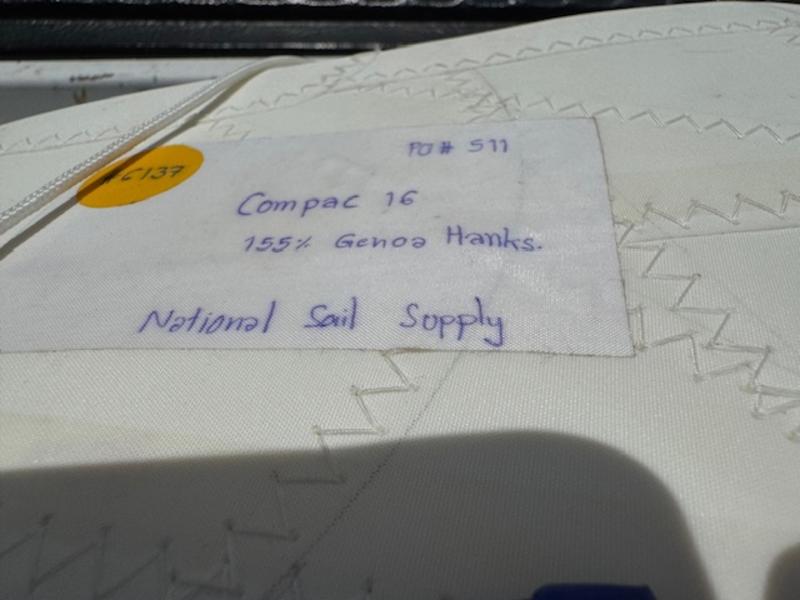 PO# 511
#C137
Compac 16
155% Genoa Hanks.
National Sail Supply